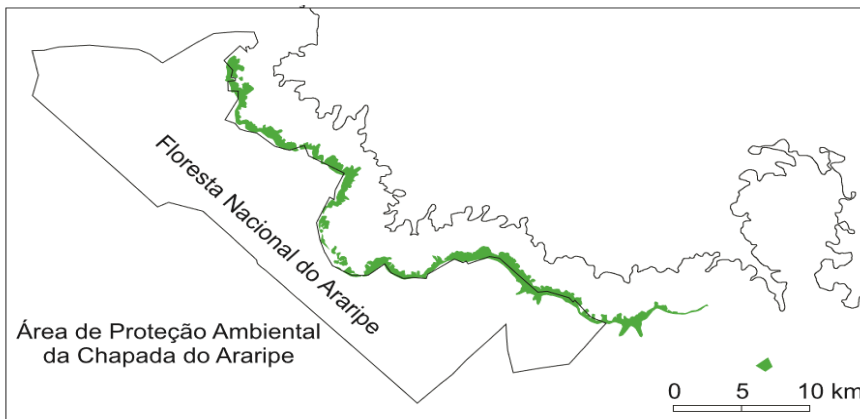 Floresta Nacional do Araripe
Área de Proteção Ambiental
da Chapada do Araripe
0 5 10 km